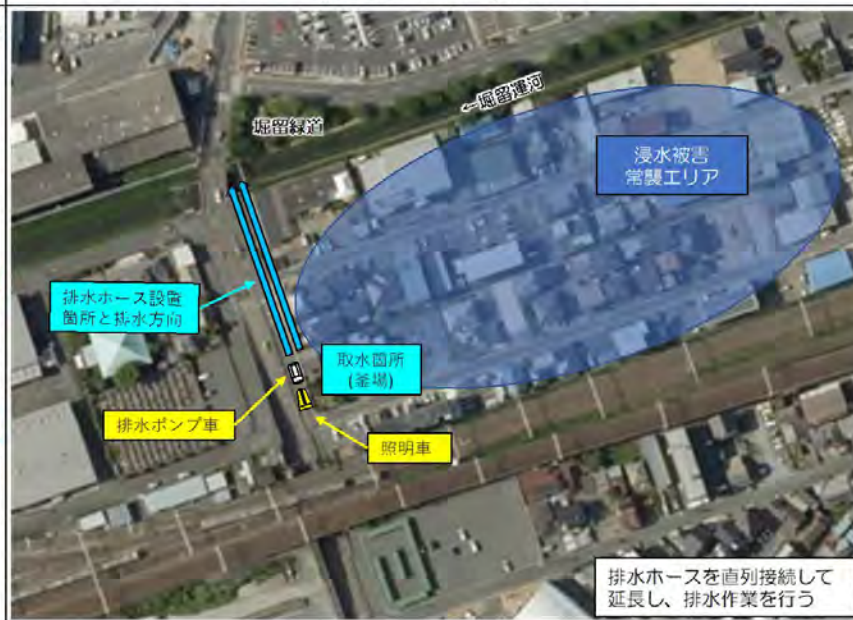 ←堀留運河
堀留緑道
浸水被害
常襲エリア
排水ホース設置
箇所と排水方向
取水箇所
(釜場)
排水ポンプ車
照明車
排水ホースを直列接続して
延長し、排水作業を行う